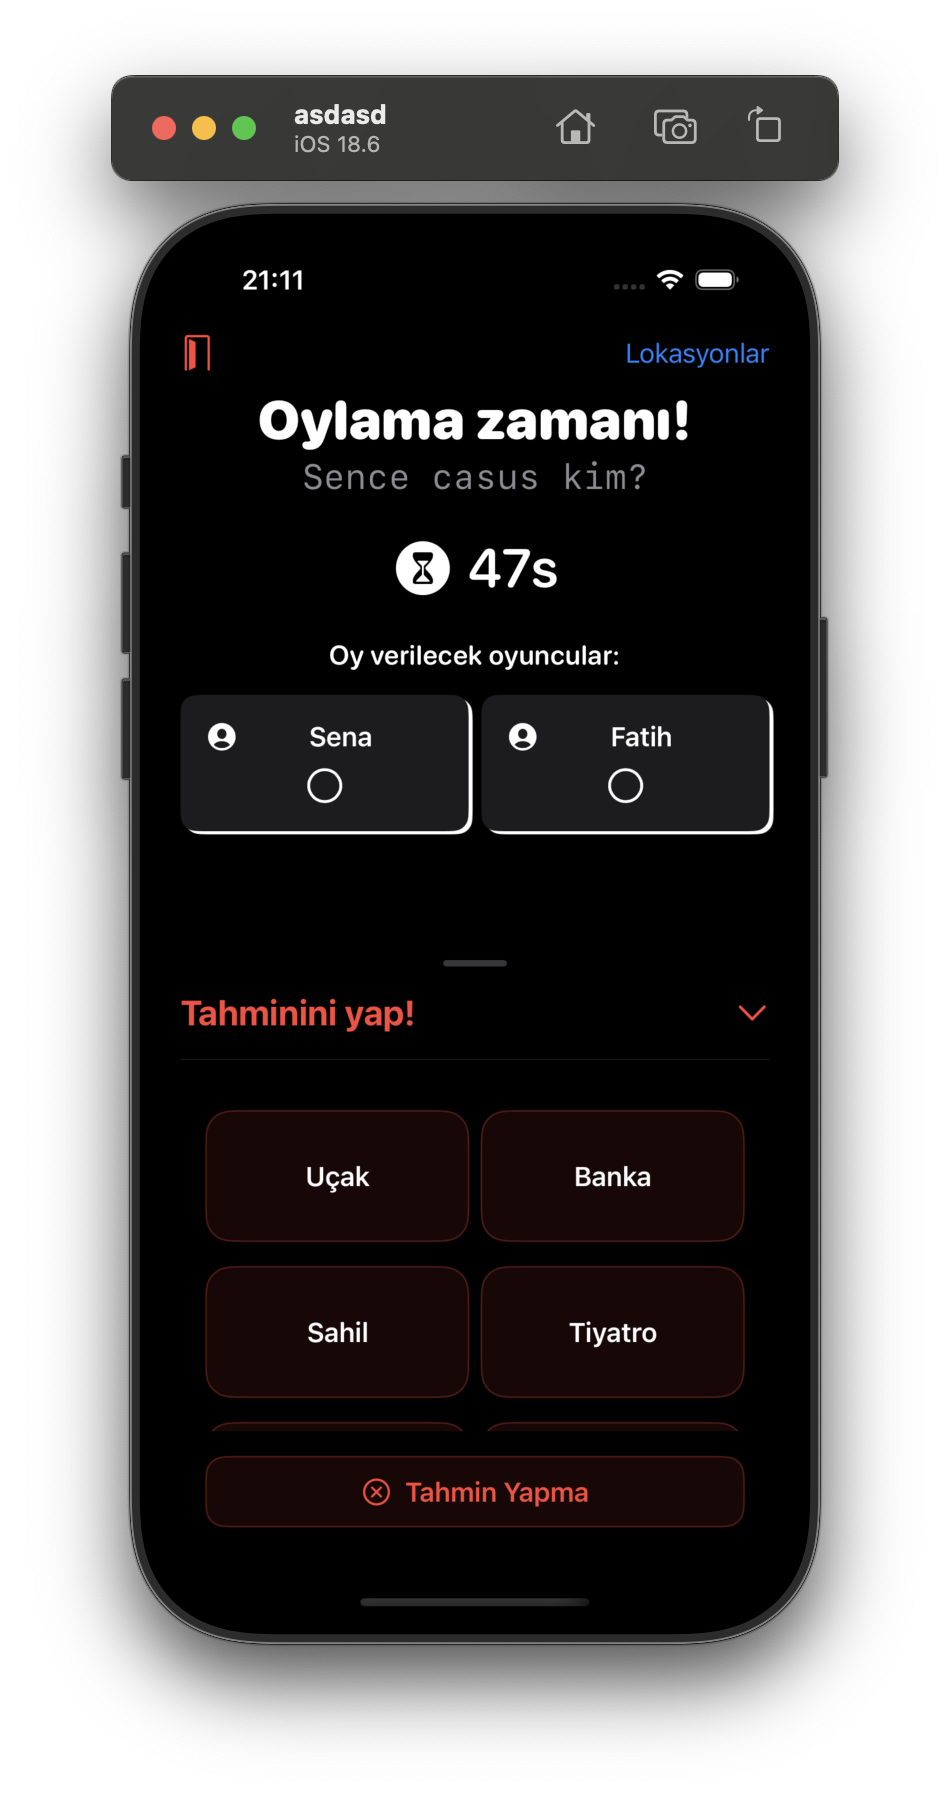 asdasd
iOS 18.6
21:11
Lokasyonlar
Oylama zamanı!
Sence casus kim?
47s
Oy verilecek oyuncular:
Sena
Fatih
Tahminini yap!
Uçak
Banka
Sahil
Tiyatro
Tahmin Yapma